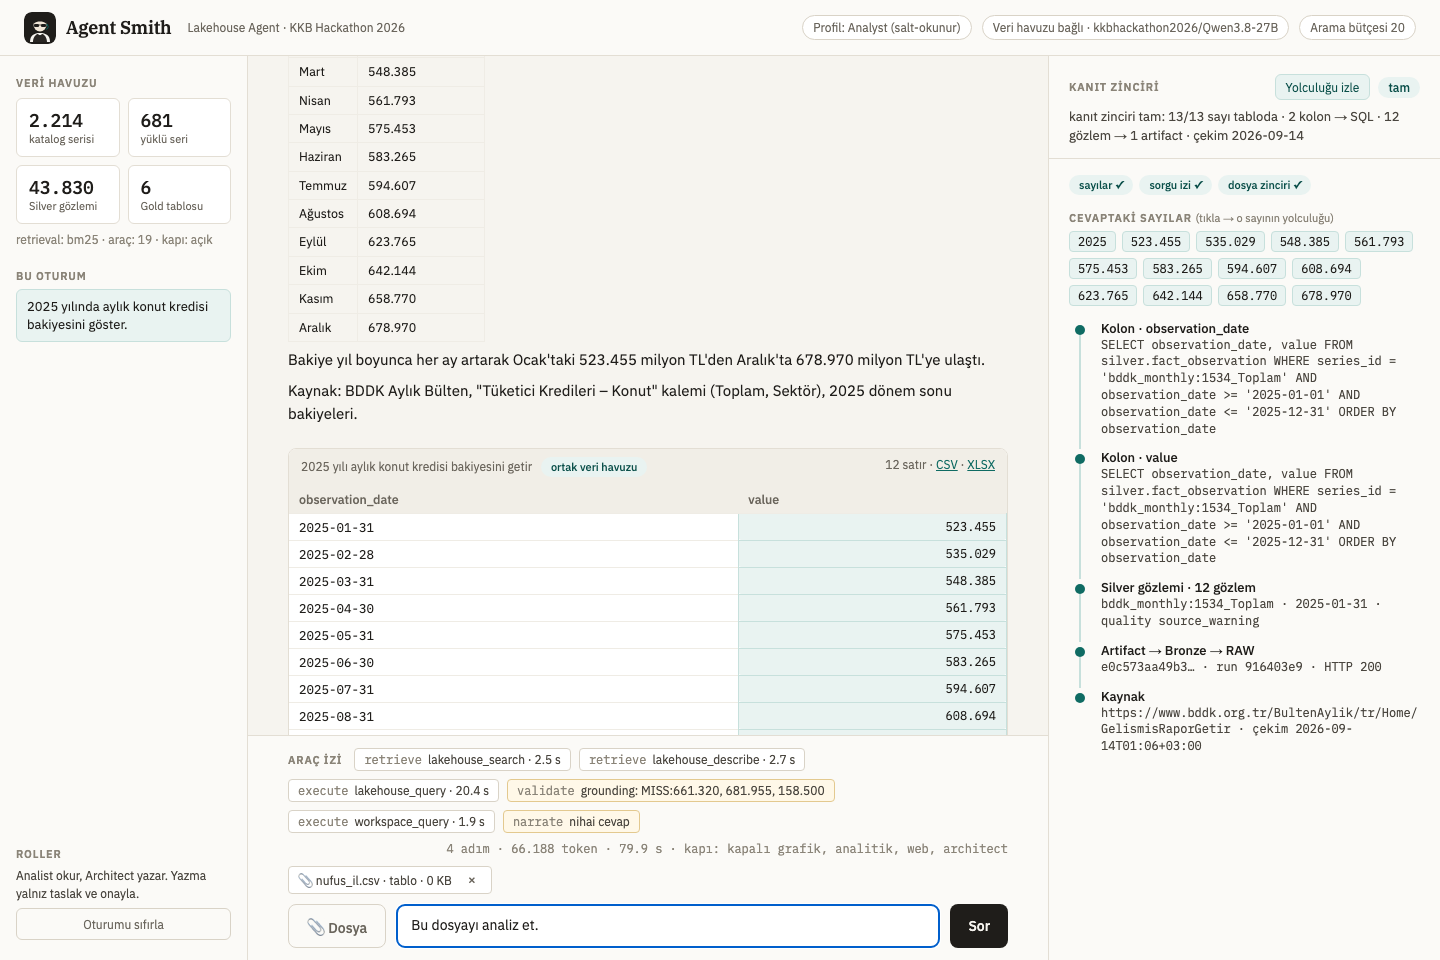 Agent Smith
Lakehouse Agent · KKB Hackathon 2026
Profil: Analyst (salt-okunur)
Veri havuzu bağlı · kkbhackathon2026/Qwen3.8-27B
Arama bütçesi 20
VERİ HAVUZU
2.214
katalog serisi
681
yüklü seri
43.830
Silver gözlemi
6
Gold tablosu
retrieval: bm25 · araç: 19 · kapı: açık
BU OTURUM
2025 yılında aylık konut kredisi
bakiyesini göster.
ROLLER
Analist okur, Architect yazar. Yazma
yalnız taslak ve onayla.
Oturumu sıfırla
Mart 548.385
Nisan 561.793
Mayıs 575.453
Haziran 583.265
Temmuz 594.607
Ağustos 608.694
Eylül 623.765
Ekim 642.144
Kasım 658.770
Aralık 678.970
Bakiye yıl boyunca her ay artarak Ocak'taki 523.455 milyon TL'den Aralık'ta 678.970 milyon TL'ye ulaştı.
Kaynak: BDDK Aylık Bülten, "Tüketici Kredileri – Konut" kalemi (Toplam, Sektör), 2025 dönem sonu
bakiyeleri.
2025 yılı aylık konut kredisi bakiyesini getir ortak veri havuzu 12 satır · CSV · XLSX
observation_date value
2025-01-31 523.455
2025-02-28 535.029
2025-03-31 548.385
2025-04-30 561.793
2025-05-31 575.453
2025-06-30 583.265
2025-07-31 594.607
2025-08-31 608.694
ARAÇ İZİ retrieve lakehouse_search · 2.5 s retrieve lakehouse_describe · 2.7 s
execute lakehouse_query · 20.4 s validate grounding: MISS:661.320, 681.955, 158.500
execute workspace_query · 1.9 s narrate nihai cevap
4 adım · 66.188 token · 79.9 s · kapı: kapalı grafik, analitik, web, architect
📎 nufus_il.csv · tablo · 0 KB ×
📎 Dosya
Bu dosyayı analiz et.
Sor
KANIT ZİNCİRİ
Yolculuğu izle
tam
kanıt zinciri tam: 13/13 sayı tabloda · 2 kolon → SQL · 12
gözlem → 1 artifact · çekim 2026-09-14
sayılar ✓ sorgu izi ✓ dosya zinciri ✓
CEVAPTAKİ SAYILAR (tıkla → o sayının yolculuğu)
2025 523.455 535.029 548.385 561.793
575.453 583.265 594.607 608.694
623.765 642.144 658.770 678.970
Kolon · observation_date
SELECT observation_date, value FROM
silver.fact_observation WHERE series_id =
'bddk_monthly:1534_Toplam' AND
observation_date >= '2025-01-01' AND
observation_date <= '2025-12-31' ORDER BY
observation_date
Kolon · value
SELECT observation_date, value FROM
silver.fact_observation WHERE series_id =
'bddk_monthly:1534_Toplam' AND
observation_date >= '2025-01-01' AND
observation_date <= '2025-12-31' ORDER BY
observation_date
Silver gözlemi · 12 gözlem
bddk_monthly:1534_Toplam · 2025-01-31 ·
quality source_warning
Artifact → Bronze → RAW
e0c573aa49b3… · run 916403e9 · HTTP 200
Kaynak
https://www.bddk.org.tr/BultenAylik/tr/Home/
GelismisRaporGetir · çekim 2026-09-
14T01:06+03:00